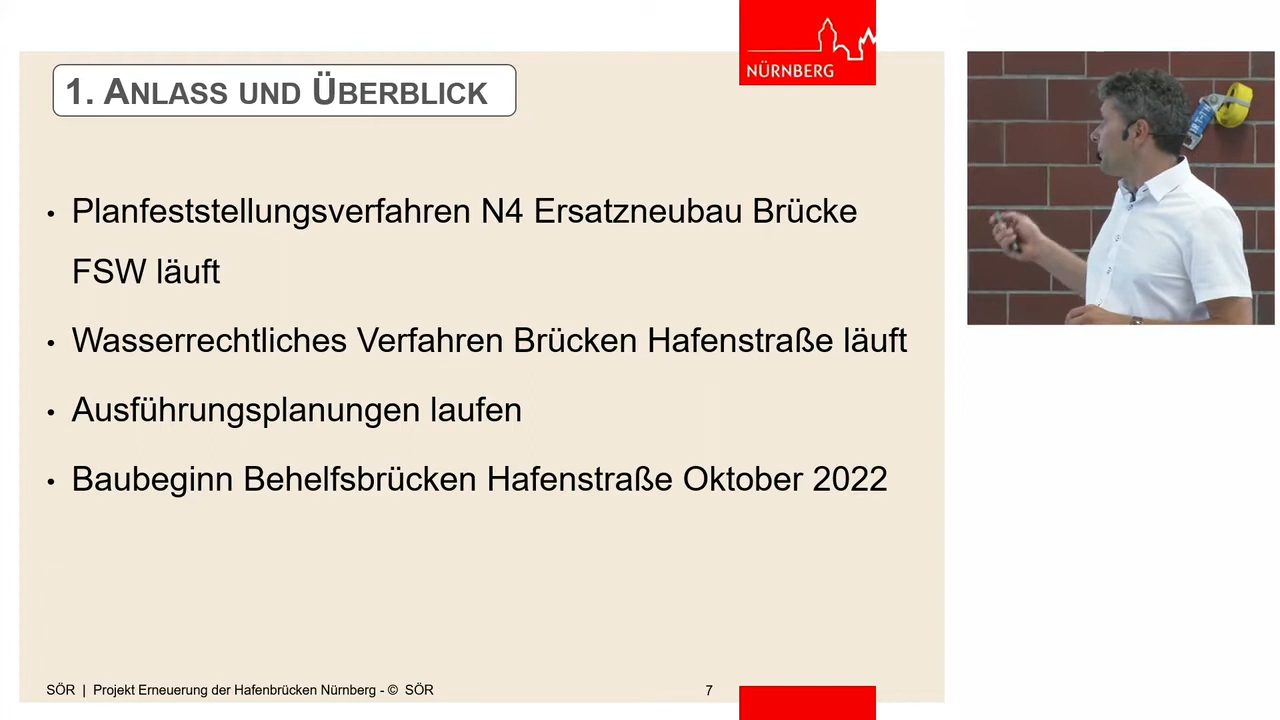 NÜRNBERG
1. ANLASS UND ÜBERBLICK
• Planfeststellungsverfahren N4 Ersatzneubau Brücke
FSW läuft
• Wasserrechtliches Verfahren Brücken Hafenstraße läuft
• Ausführungsplanungen laufen
• Baubeginn Behelfsbrücken Hafenstraße Oktober 2022
SÖR | Projekt Erneuerung der Hafenbrücken Nürnberg - © SÖR
7